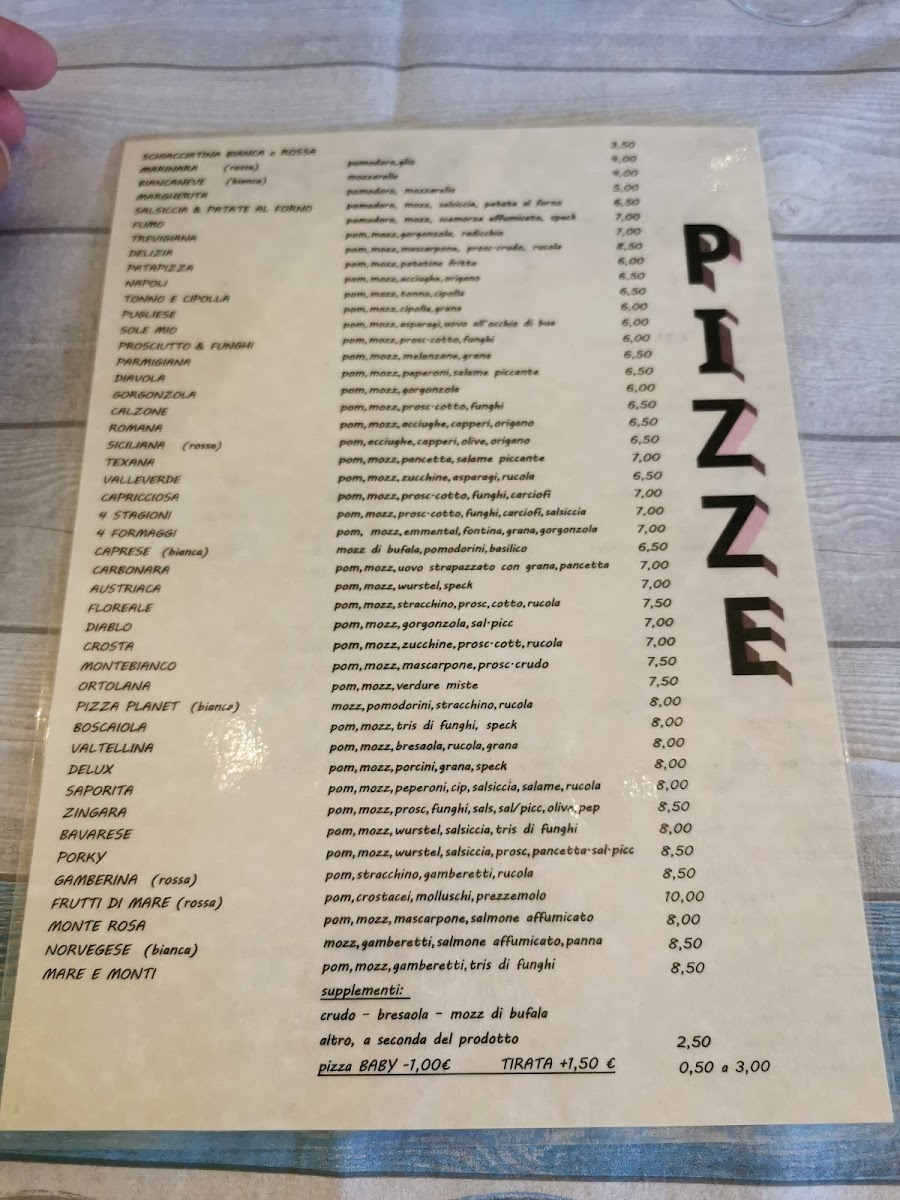 SCHIACCIATINA BIANCA o ROSSA 3,50
MARINARA (rossa) pomodoro, olio 4,00
BIANCANEVE (bianca) mozzarella 4,00
MARGHERITA pomodoro, mozzarella 5,00
SALSICCIA & PATATE AL FORNO pomodoro, mozz, salsiccia, patate al forno 6,50
FUMO pomodoro, mozz, scamorza affumicata, speck 7,00
TREVIGIANA pom,mozz,gorgonzola, radicchio 7,00
DELIZIA pom,mozz,mascarpone, prosc-crudo, rucola 8,50
PATAPIZZA pom,mozz,patatine fritte 6,00
NAPOLI pom,mozz,acciughe,origano 6,50
TONNO E CIPOLLA pom,mozz,tonno,cipolla 6,50
PUGLIESE pom,mozz,cipolla,grana 6,00
SOLE MIO pom,mozz,asparagi,uovo all'occhio di bue 6,00
PROSCIUTTO & FUNGHI pom,mozz,prosc-cotto,funghi 6,00
PARMIGIANA pom,mozz,melanzane,grana 6,50
DIAVOLA pom,mozz,peperoni,salame piccante 6,50
GORGONZOLA pom,mozz,gorgonzola 6,00
CALZONE pom,mozz,prosc-cotto,funghi 6,50
ROMANA pom,mozz,acciughe,capperi,origano 6,50
SICILIANA (rossa) pom,acciughe,capperi,olive,origano 6,50
TEXANA pom,mozz,pancetta,salame piccante 7,00
VALLEVERDE pom,mozz,zucchine,asparagi,rucola 6,50
CAPRICCIOSA pom,mozz,prosc-cotto,funghi,carciofi 7,00
4 STAGIONI pom,mozz,prosc-cotto,funghi,carciofi,salsiccia 7,00
4 FORMAGGI pom, mozz,emmental,fontina,grana,gorgonzola 7,00
CAPRESE (bianca) mozz di bufala,pomodorini,basilico 6,50
CARBONARA pom,mozz,uovo strapazzato con grana,pancetta 7,00
AUSTRIACA pom,mozz,wurstel,speck 7,00
FLOREALE pom,mozz,stracchino,prosc,cotto,rucola 7,50
DIABLO pom,mozz,gorgonzola,sal-picc 7,00
CROSTA pom,mozz,zucchine,prosc-cott,rucola 7,00
MONTEBIANCO pom,mozz,mascarpone,prosc-crudo 7,50
ORTOLANA pom,mozz,verdure miste 7,50
PIZZA PLANET (bianca) mozz,pomodorini,stracchino,rucola 8,00
BOSCAIOLA pom,mozz,tris di funghi, speck 8,00
VALTELLINA pom,mozz,bresaola,rucola,grana 8,00
DELUX pom,mozz,porcini,grana,speck 8,00
SAPORITA pom,mozz,peperoni,cip,salsiccia,salame,rucola 8,00
ZINGARA pom,mozz,prosc,funghi,sals,sal/picc,olive,pep 8,50
BAVARESE pom,mozz,wurstel,salsiccia,tris di funghi 8,00
PORKY pom,mozz,wurstel,salsiccia,prosc,pancetta-sal-picc 8,50
GAMBERINA (rossa) pom,stracchino,gamberetti,rucola 8,50
FRUTTI DI MARE (rossa) pom,crostacei,molluschi,prezzemolo 10,00
MONTE ROSA pom,mozz,mascarpone,salmone affumicato 8,00
NORVEGESE (bianca) mozz,gamberetti,salmone affumicato,panna 8,50
MARE E MONTI pom,mozz,gamberetti,tris di funghi 8,50
supplementi:
crudo - bresaola - mozz di bufala
altro, a seconda del prodotto 2,50
pizza BABY -1,00€ TIRATA +1,50 € 0,50 a 3,00
PIZZE